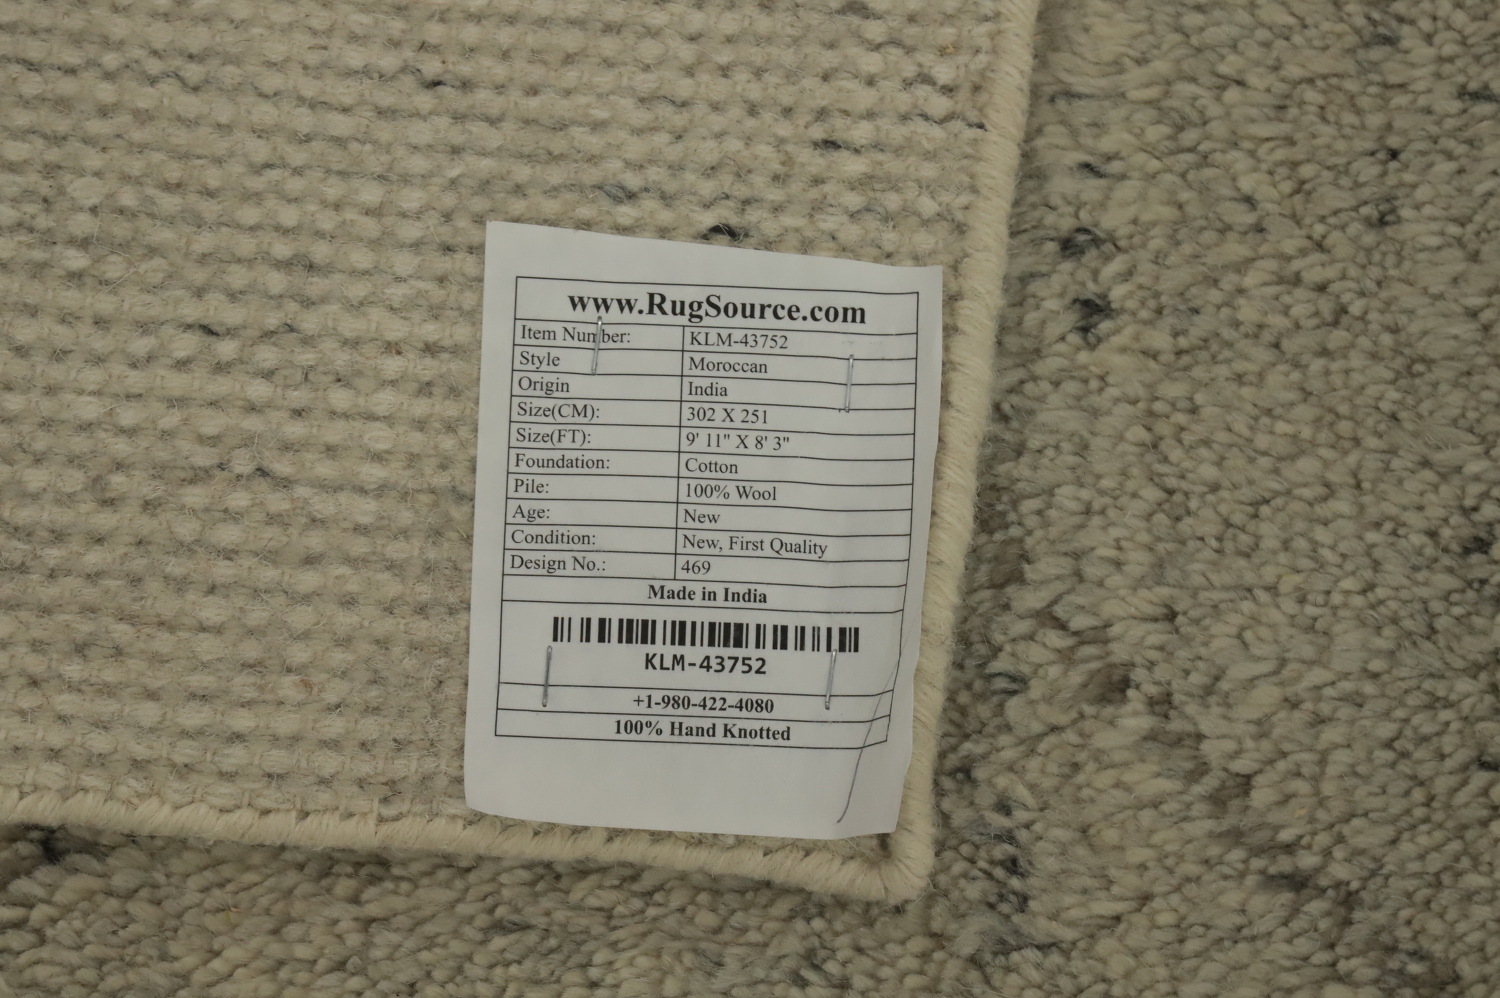 www.RugSource.com
Item Number: KLM-43752
Style Moroccan
Origin India
Size(CM): 302 X 251
Size(FT): 9' 11" X 8' 3"
Foundation: Cotton
Pile: 100% Wool
Age: New
Condition: New, First Quality
Design No.: 469
Made in India
KLM-43752
+1-980-422-4080
100% Hand Knotted